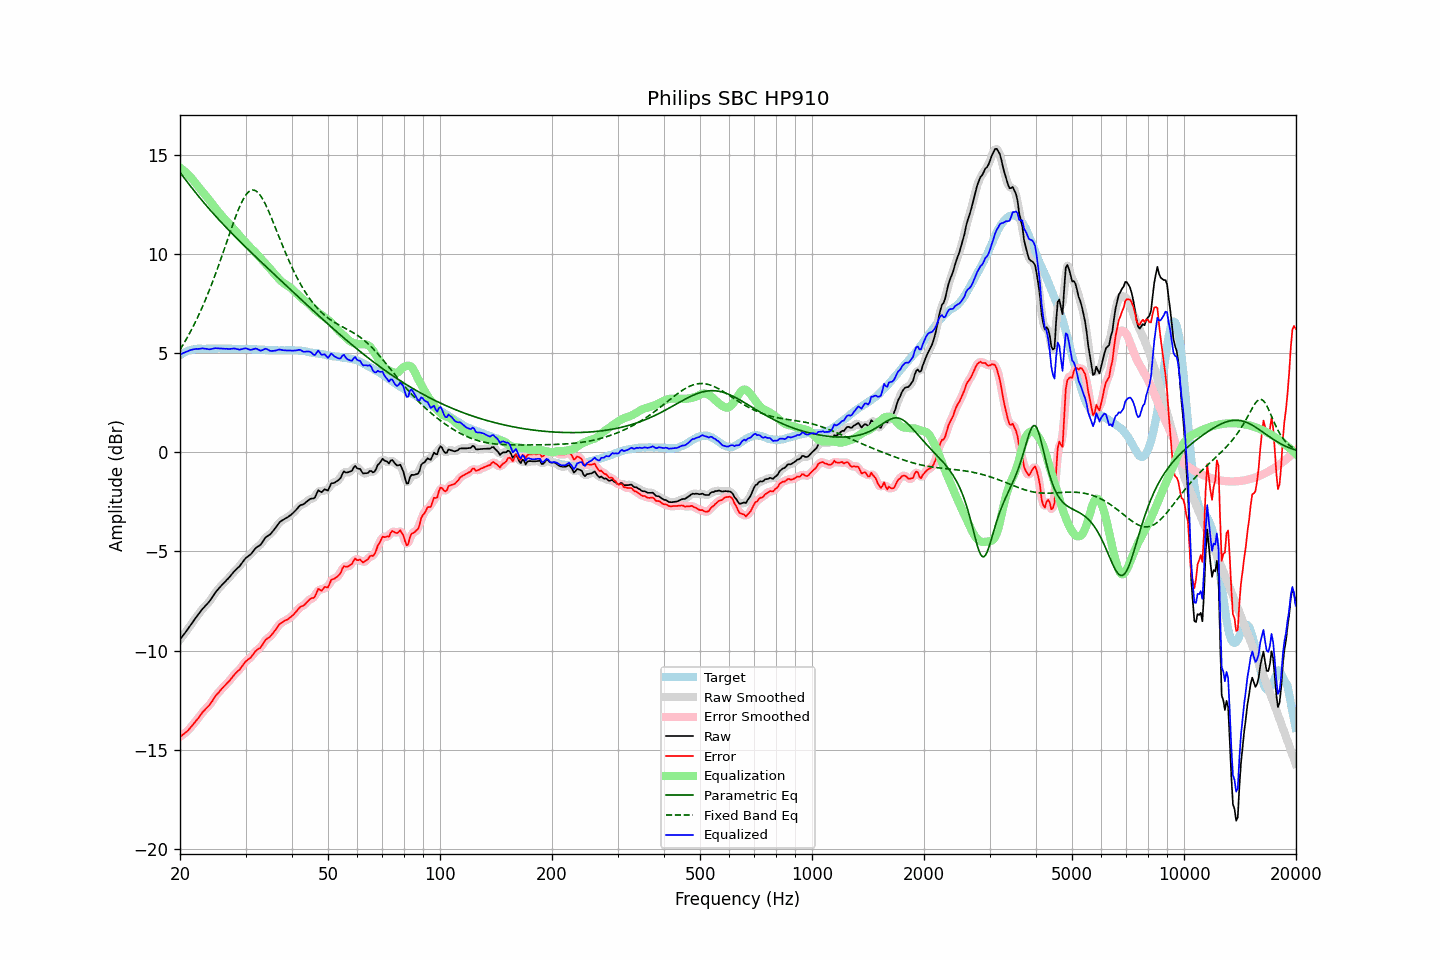 Philips SBC HP910
Amplitude (dBr)
15
10
5
0
−5
−10
−15
−20
Target
Raw Smoothed
Error Smoothed
Raw
Error
Equalization
Parametric Eq
Fixed Band Eq
Equalized
20 50 100 200 500 1000 2000 5000 10000 20000
Frequency (Hz)